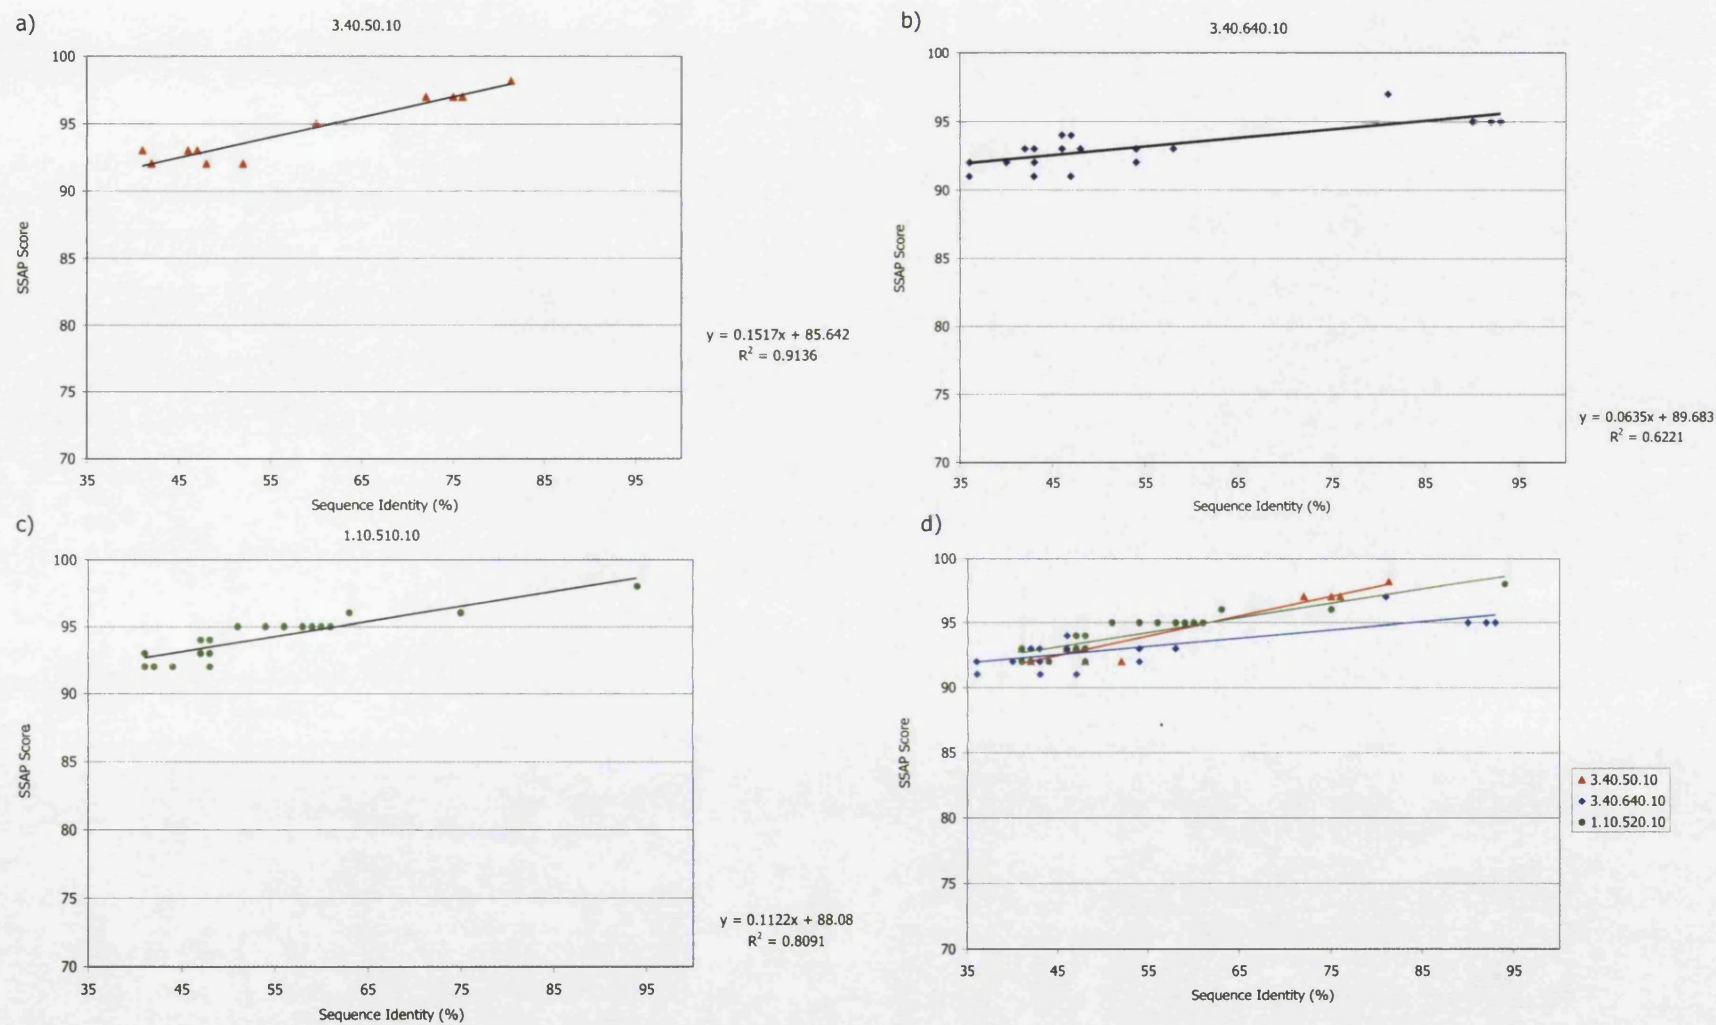 a)
3.40.50.10
100
95
90
85
80
75
70
SSAP Score
35 45 55 65 75 85 95
Sequence Identity (%)
y = 0.1517x + 85.642
R² = 0.9136
b)
3.40.640.10
100
95
90
85
80
75
70
SSAP Score
35 45 55 65 75 85 95
Sequence Identity (%)
y = 0.0635x + 89.683
R² = 0.6221
c)
1.10.510.10
100
95
90
85
80
75
70
SSAP Score
35 45 55 65 75 85 95
Sequence Identity (%)
y = 0.1122x + 88.08
R² = 0.8091
d)
100
95
90
85
80
75
70
SSAP Score
35 45 55 65 75 85 95
Sequence Identity (%)
3.40.50.10
3.40.640.10
1.10.520.10